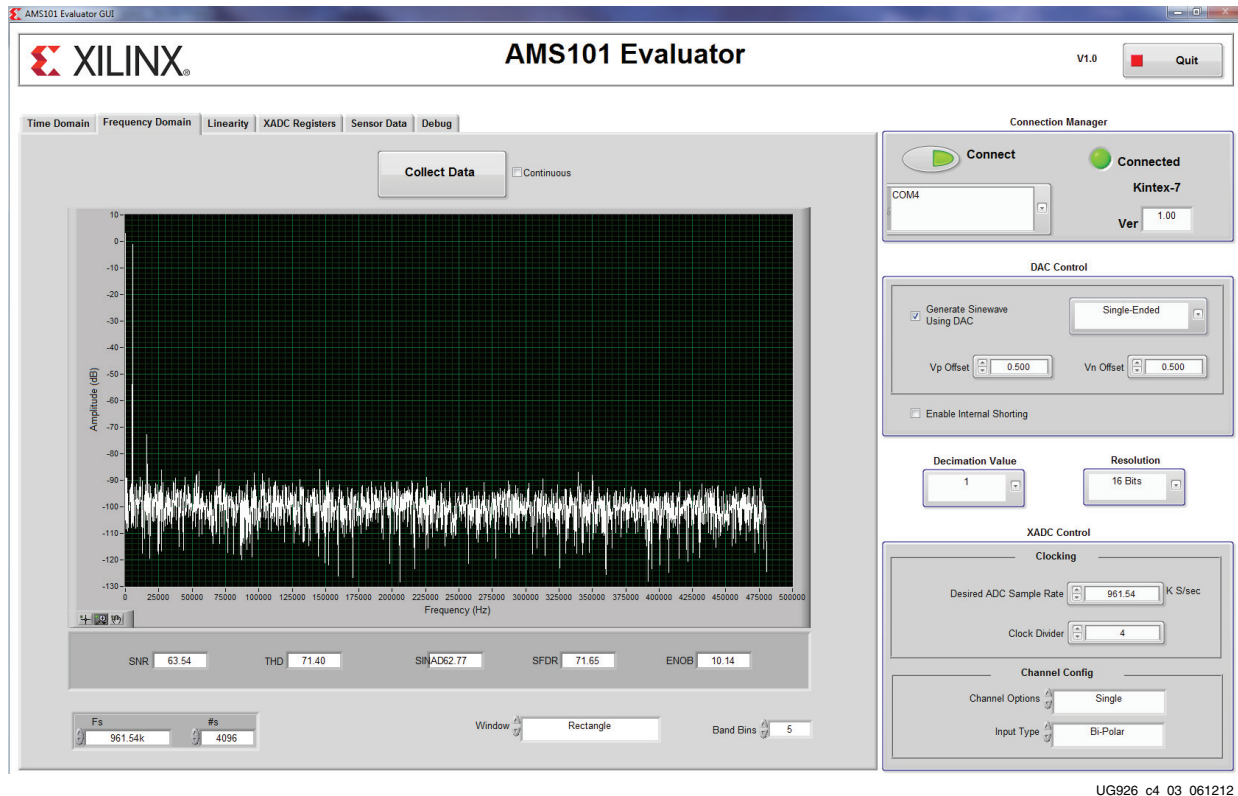 AMS101 Evaluator GUI
XILINX®
AMS101 Evaluator
V1.0
Quit
Time Domain
Frequency Domain
Linearity
XADC Registers
Sensor Data
Debug
Collect Data
Continuous
10
0
-10
-20
-30
-40
-50
-60
-70
-80
-90
-100
-110
-120
-130
Amplitude (dB)
0 25000 50000 75000 100000 125000 150000 175000 200000 225000 250000 275000 300000 325000 350000 375000 400000 425000 450000 475000 500000
Frequency (Hz)
SNR 63.54
THD 71.40
SINAD 62.77
SFDR 71.65
ENOB 10.14
Fs
961.54k
#s
4096
Window Rectangle
Band Bins 5
Connection Manager
Connect
Connected
COM4
Kintex-7
Ver 1.00
DAC Control
Generate Sinewave
Using DAC
Single-Ended
Vp Offset 0.500
Vn Offset 0.500
Enable Internal Shorting
Decimation Value
1
Resolution
16 Bits
XADC Control
Clocking
Desired ADC Sample Rate 961.54 K S/sec
Clock Divider 4
Channel Config
Channel Options Single
Input Type Bi-Polar
UG926_c4_03_061212